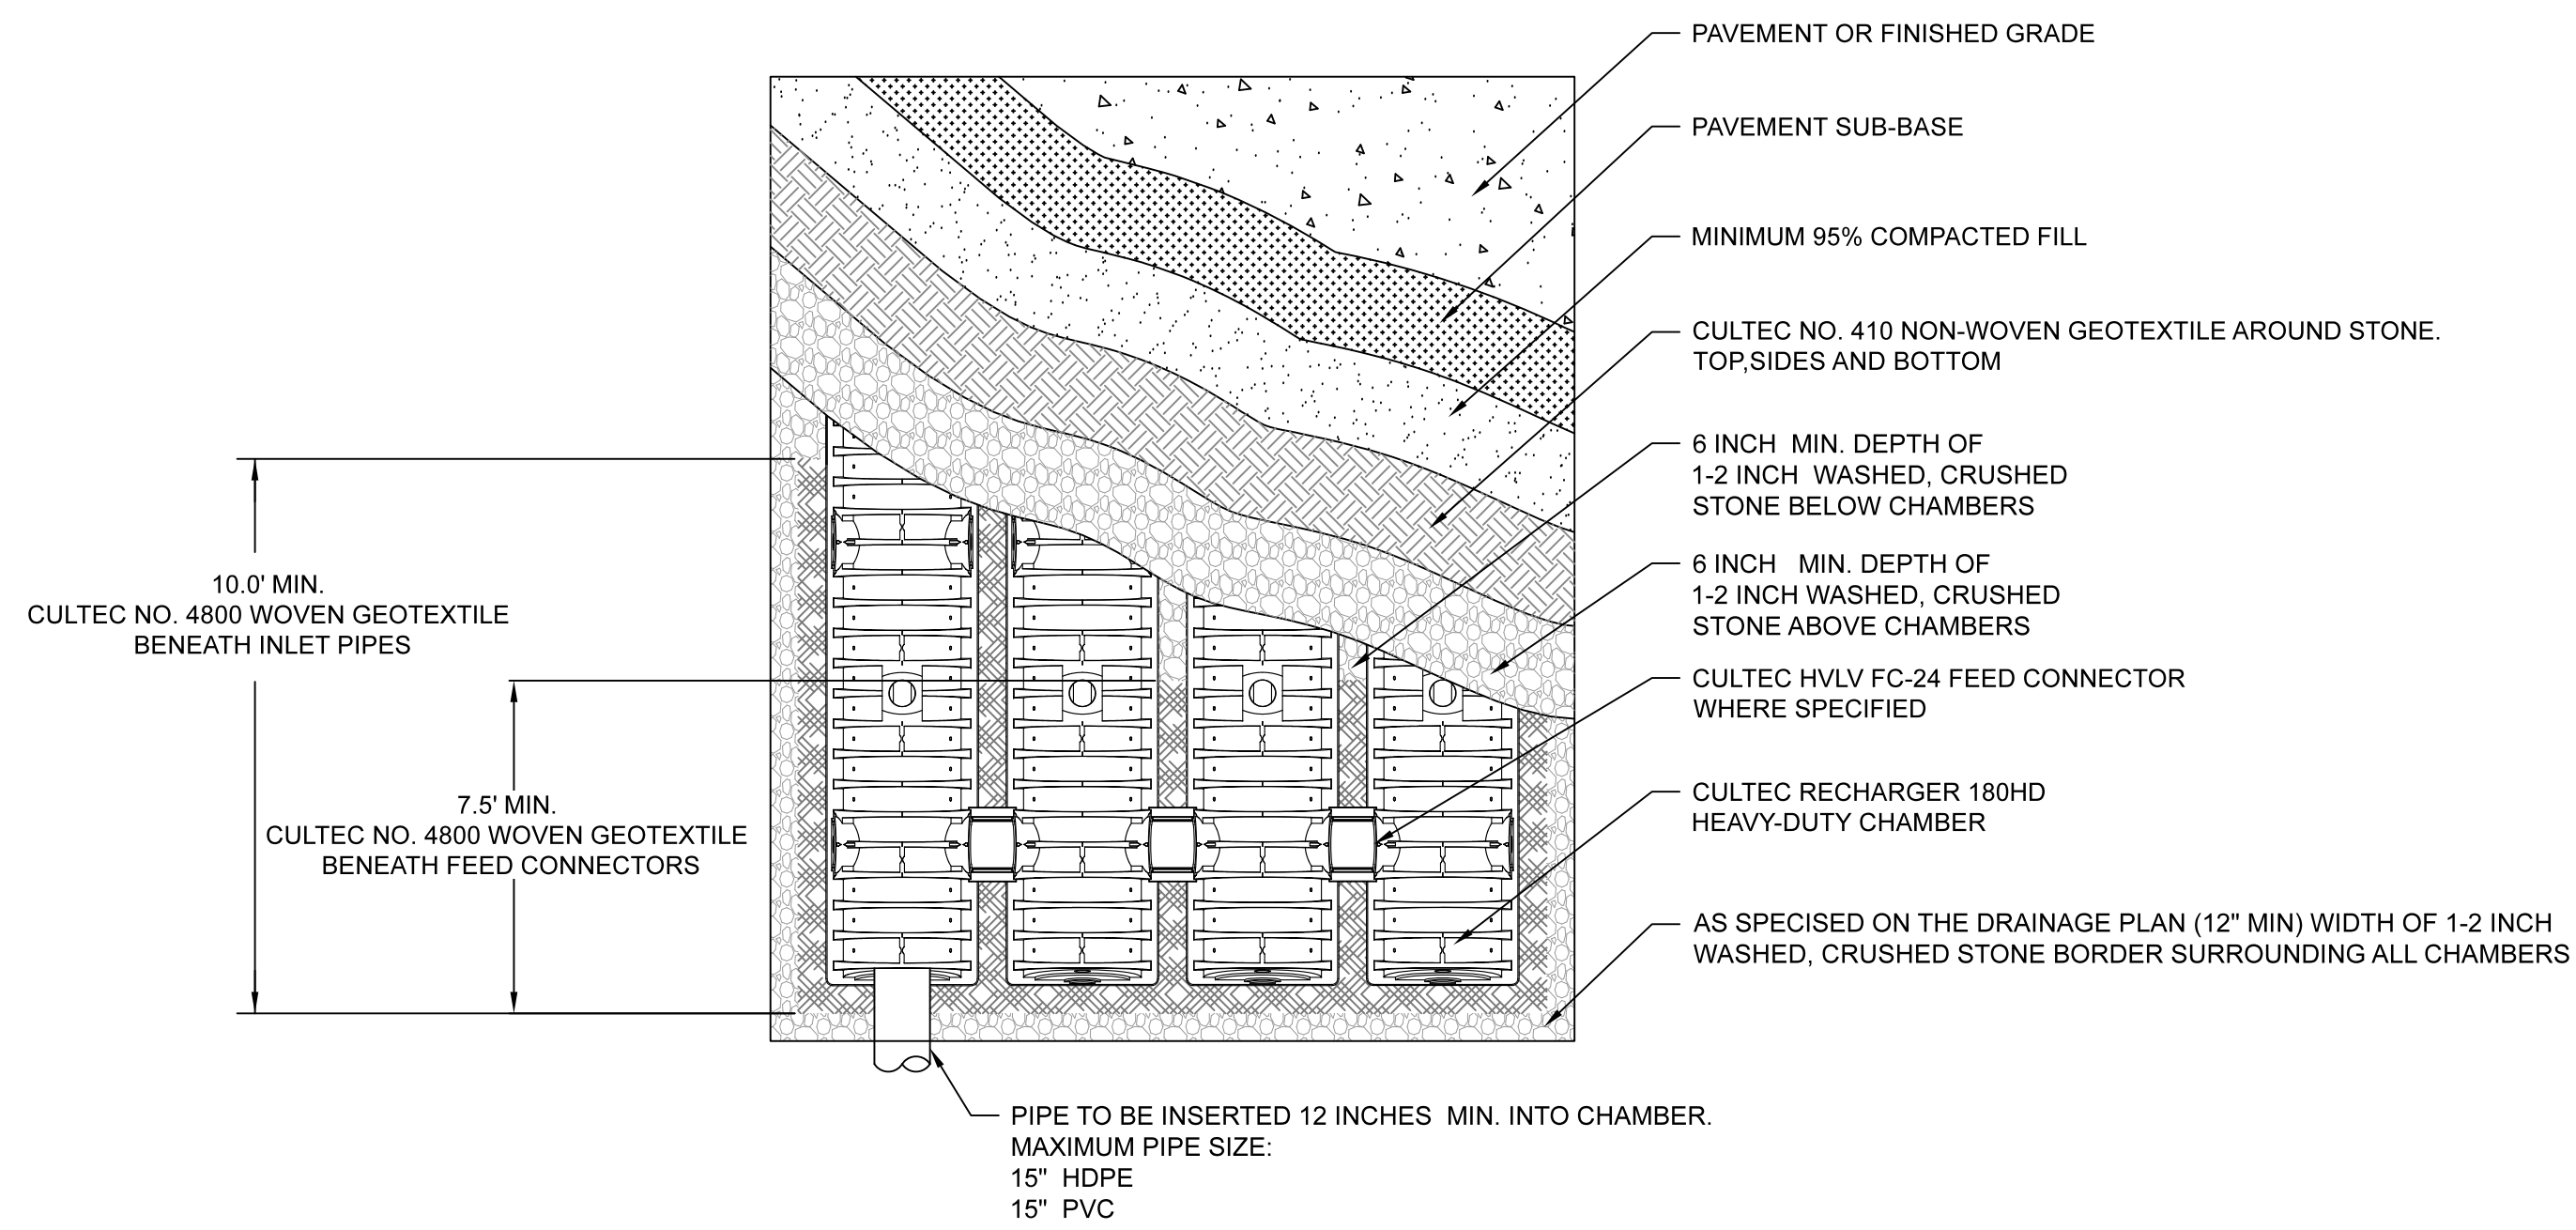 PAVEMENT OR FINISHED GRADE
PAVEMENT SUB-BASE
MINIMUM 95% COMPACTED FILL
CULTEC NO. 410 NON-WOVEN GEOTEXTILE AROUND STONE.
TOP,SIDES AND BOTTOM
6 INCH MIN. DEPTH OF
1-2 INCH WASHED, CRUSHED
STONE BELOW CHAMBERS
6 INCH MIN. DEPTH OF
1-2 INCH WASHED, CRUSHED
STONE ABOVE CHAMBERS
CULTEC HVLV FC-24 FEED CONNECTOR
WHERE SPECIFIED
CULTEC RECHARGER 180HD
HEAVY-DUTY CHAMBER
AS SPECISED ON THE DRAINAGE PLAN (12" MIN) WIDTH OF 1-2 INCH
WASHED, CRUSHED STONE BORDER SURROUNDING ALL CHAMBERS
10.0' MIN.
CULTEC NO. 4800 WOVEN GEOTEXTILE
BENEATH INLET PIPES
7.5' MIN.
CULTEC NO. 4800 WOVEN GEOTEXTILE
BENEATH FEED CONNECTORS
PIPE TO BE INSERTED 12 INCHES MIN. INTO CHAMBER.
MAXIMUM PIPE SIZE:
15" HDPE
15" PVC